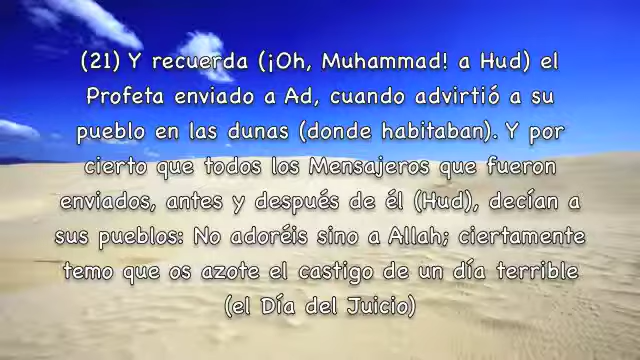 (21) Y recuerda (¡Oh, Muhammad! a Hud) el
Profeta enviado a Ad, cuando advirtió a su
pueblo en las dunas (donde habitaban). Y por
cierto que todos los Mensajeros que fueron
enviados, antes y después de él (Hud), decían a
sus pueblos: No adoréis sino a Allah; ciertamente
temo que os azote el castigo de un día terrible
(el Día del Juicio)